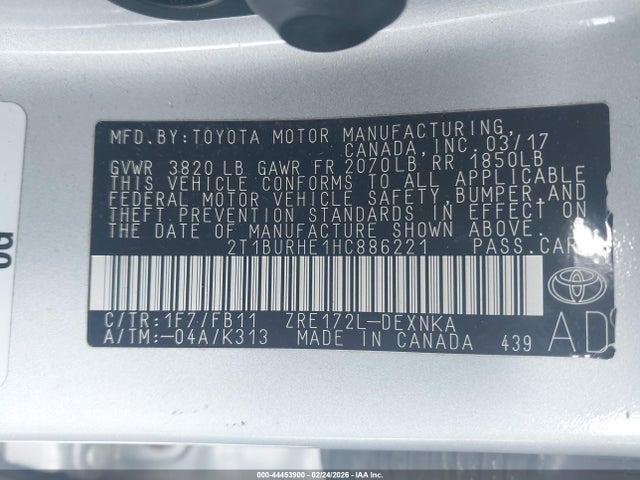 MFD. BY: TOYOTA MOTOR MANUFACTURING,
CANADA, INC. 03/17
GVWR 3820 LB GAWR FR 2070LB, RR 1850LB
THIS VEHICLE CONFORMS TO ALL APPLICABLE
FEDERAL MOTOR VEHICLE SAFETY, BUMPER, AND
THEFT PREVENTION STANDARDS IN EFFECT ON
THE DATE OF MANUFACTURE SHOWN ABOVE.
2T1BURHE1HC886221 PASS. CAR
C/TR: 1F7/FB11 ZRE172L-DEXNKA
A/TM: -04A/K313 MADE IN CANADA 439
000-44453900 - 02/24/2026 - IAA Inc.